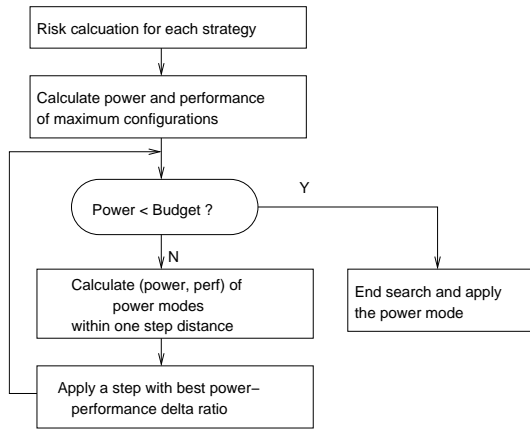 Risk calcuation for each strategy
Calculate power and performance
of maximum configurations
Y
Power < Budget ?
N
Calculate (power, perf) of
power modes
within one step distance
End search and apply
the power mode
Apply a step with best power−
performance delta ratio